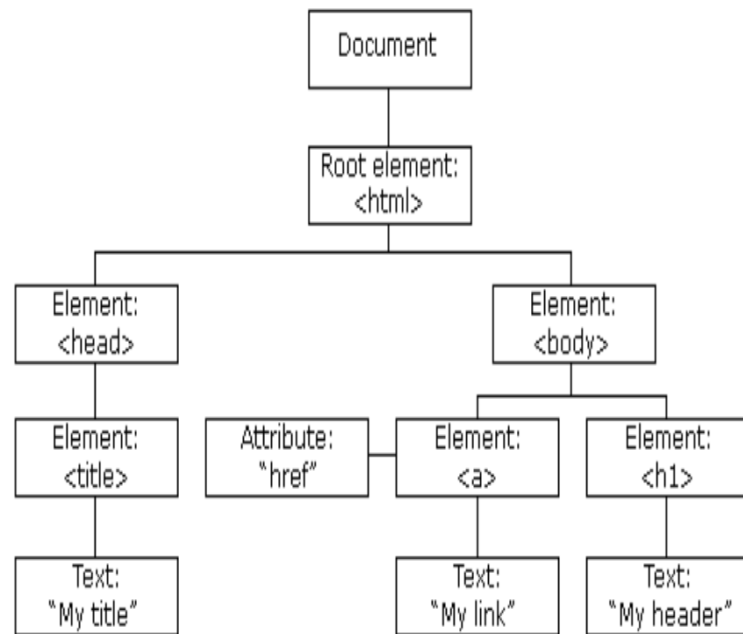 Document
Root element:
<html>
Element:
<head>
Element:
<body>
Element:
<title>
Attribute:
“href”
Element:
<a>
Element:
<h1>
Text:
“My title”
Text:
“My link”
Text:
“My header”